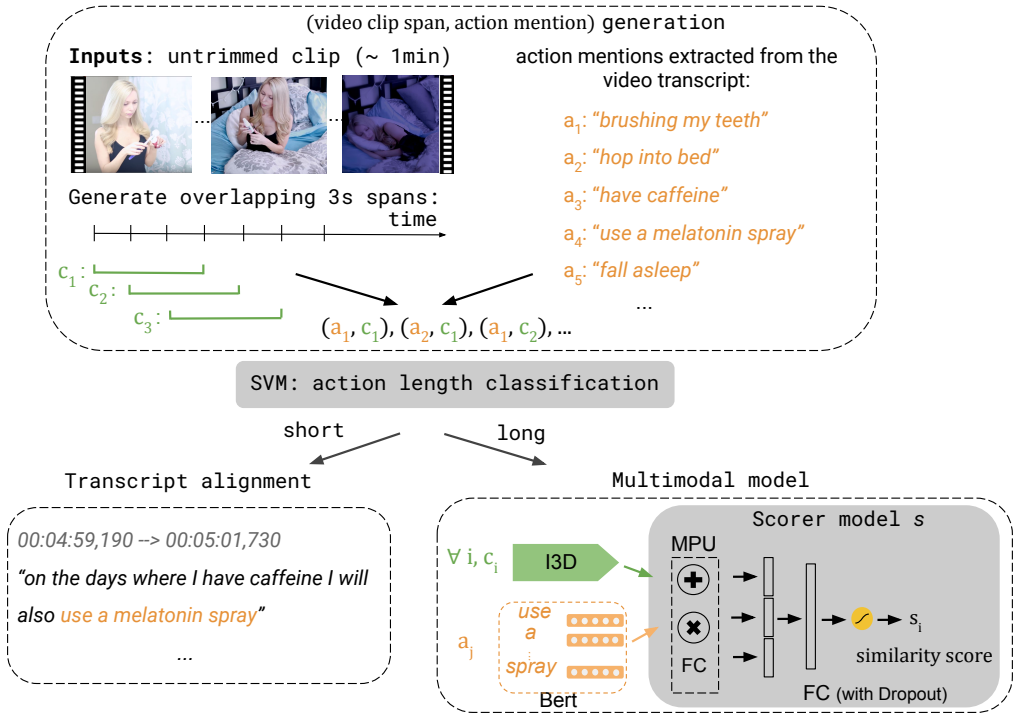 (video clip span, action mention) generation
Inputs: untrimmed clip (~ 1min)
... ...
Generate overlapping 3s spans:
time
c1:
c2:
c3:
action mentions extracted from the
video transcript:
a1: “brushing my teeth”
a2: “hop into bed”
a3: “have caffeine”
a4: “use a melatonin spray”
a5: “fall asleep”
...
(a1, c1), (a2, c1), (a1, c2), ...
SVM: action length classification
short
long
Transcript alignment
00:04:59,190 --> 00:05:01,730
“on the days where I have caffeine I will
also use a melatonin spray”
...
Multimodal model
Scorer model s
∀ i, ci
I3D
MPU
aj
use
a
...
spray
Bert
FC
si
similarity score
FC (with Dropout)